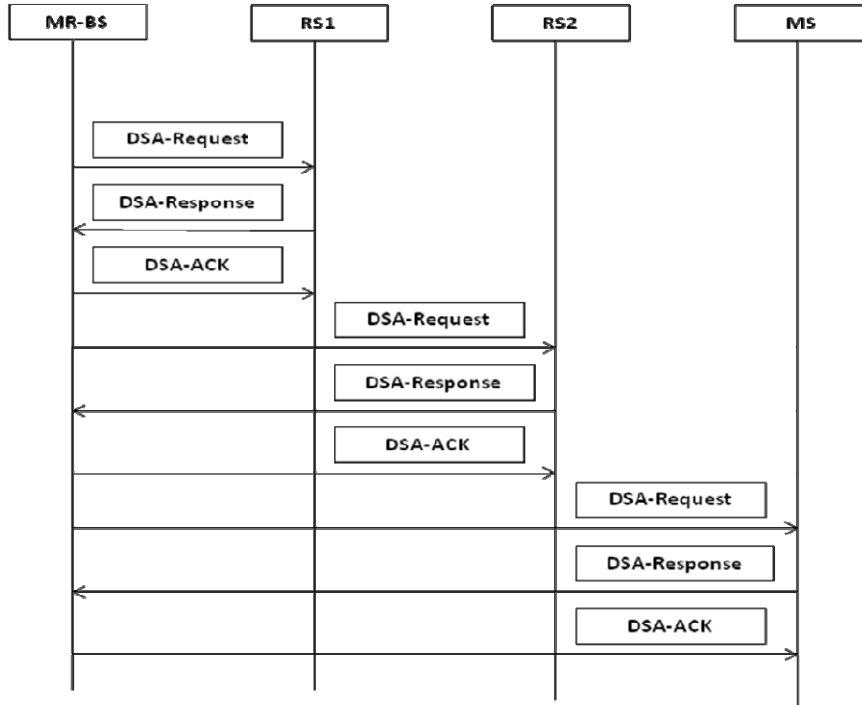 MR-BS
RS1
RS2
MS
DSA-Request
DSA-Response
DSA-ACK
DSA-Request
DSA-Response
DSA-ACK
DSA-Request
DSA-Response
DSA-ACK